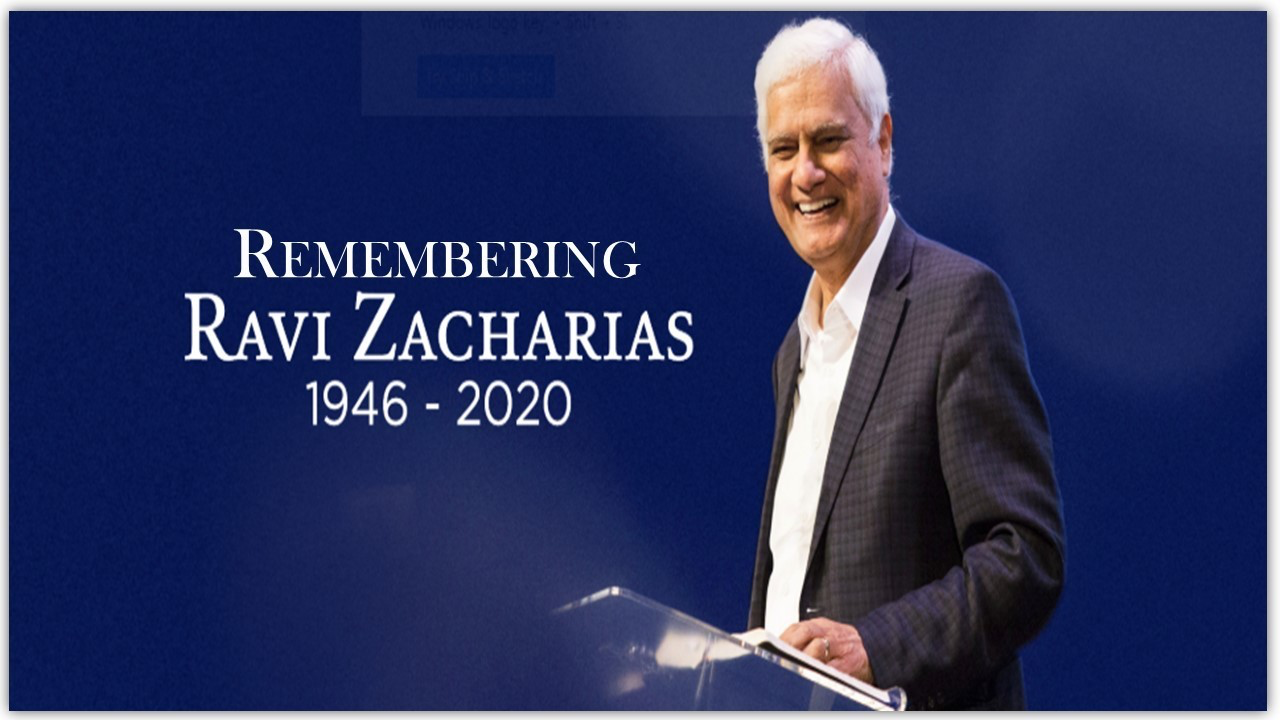 Remembering
Ravi Zacharias
1946 - 2020